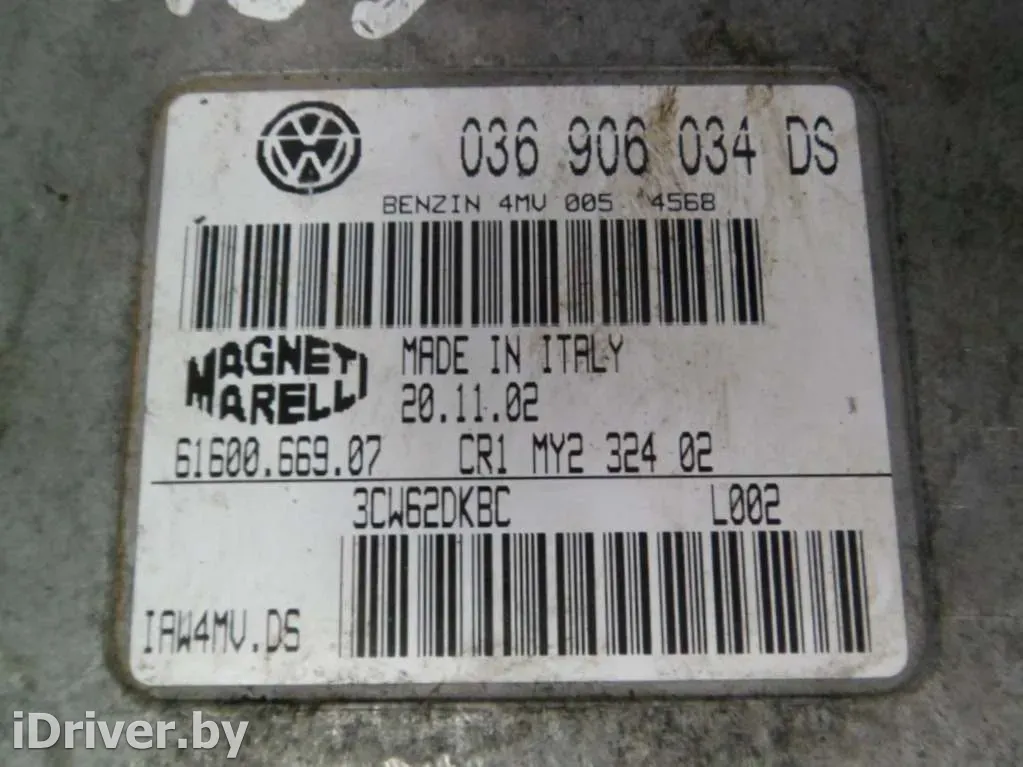 036 906 034 DS
BENZIN 4MV 005 4568
MAGNETI
MARELLI
MADE IN ITALY
20.11.02
61600.669.07 CR1 MY2 324 02
3CW62DKBC L002
IAW4MV.DS
iDriver.by